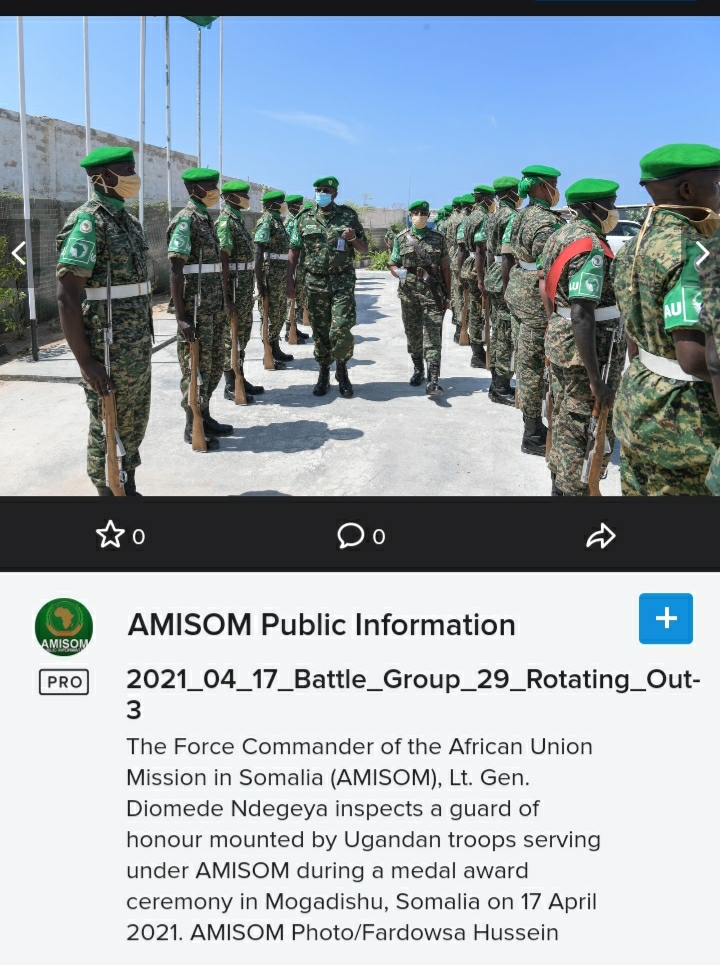 AU
0
0
AMISOM
AMISOM Public Information
PRO
2021_04_17_Battle_Group_29_Rotating_Out-
3
The Force Commander of the African Union
Mission in Somalia (AMISOM), Lt. Gen.
Diomede Ndegeya inspects a guard of
honour mounted by Ugandan troops serving
under AMISOM during a medal award
ceremony in Mogadishu, Somalia on 17 April
2021. AMISOM Photo/Fardowsa Hussein